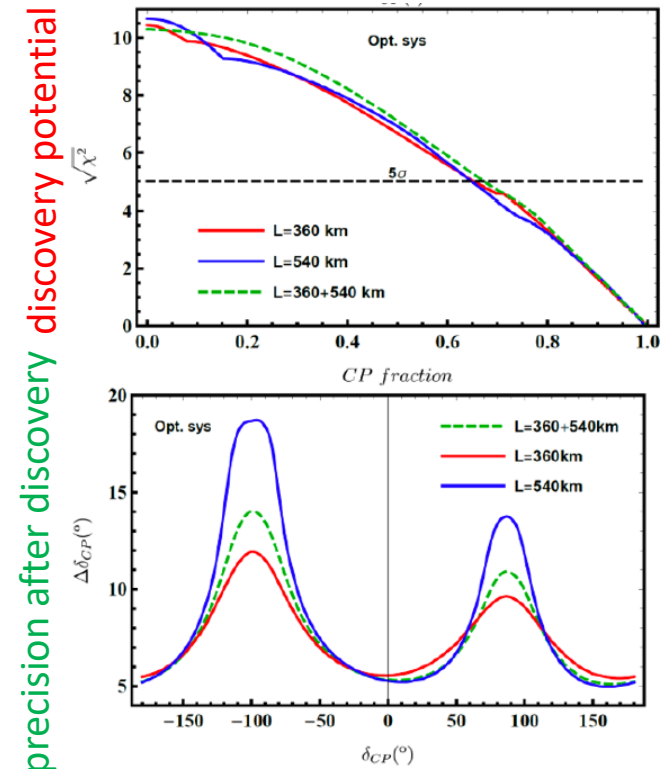 discovery potential
precision after discovery
Opt. sys
√χ²
10
8
6
4
2
0
5σ
L=360 km
L=540 km
L=360+540 km
0.0 0.2 0.4 0.6 0.8 1.0
CP fraction
20
15
10
5
Opt. sys
L=360+540km
L=360km
L=540km
Δδ_CP(°)
−150 −100 −50 0 50 100 150
δ_CP(°)